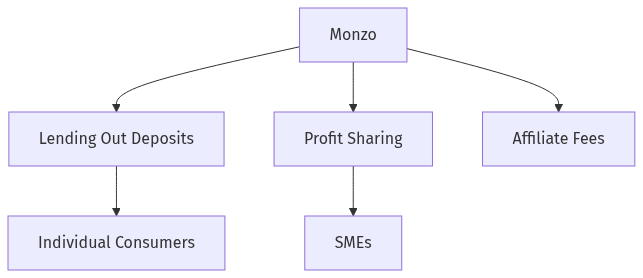 Monzo
Lending Out Deposits
Profit Sharing
Affiliate Fees
Individual Consumers
SMEs